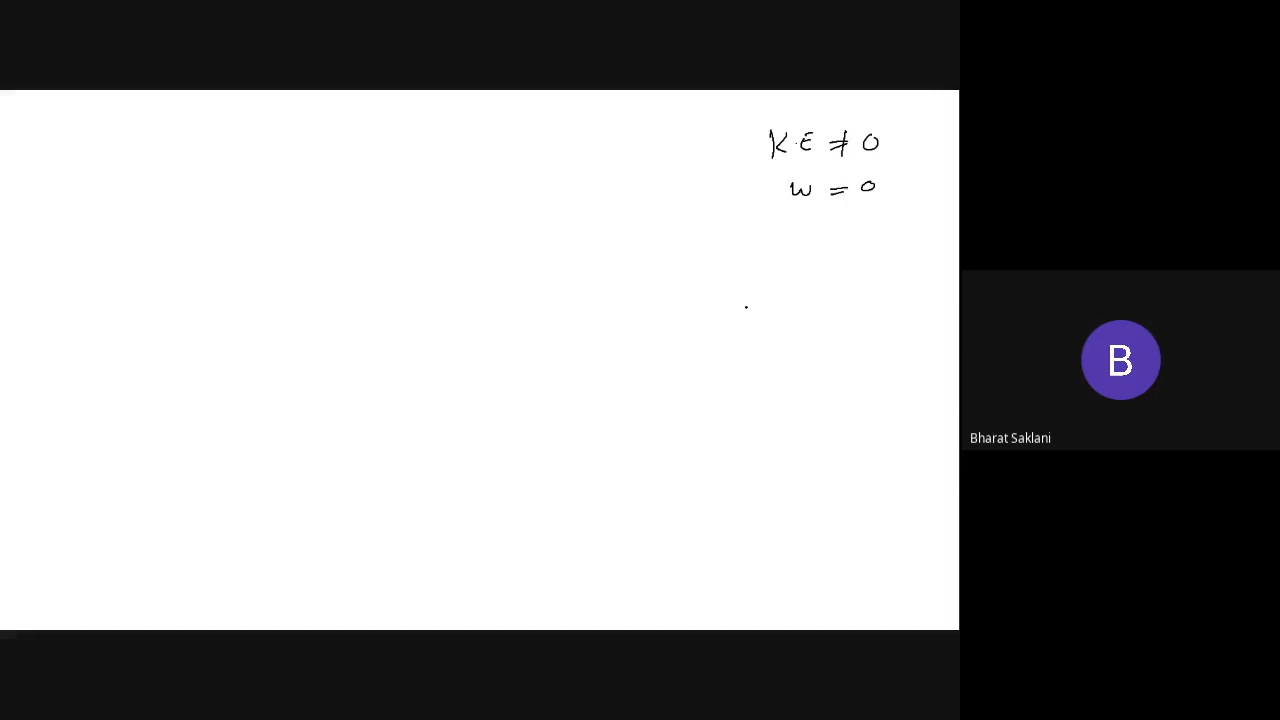 K.E ≠ 0
W = 0
B
Bharat Saklani